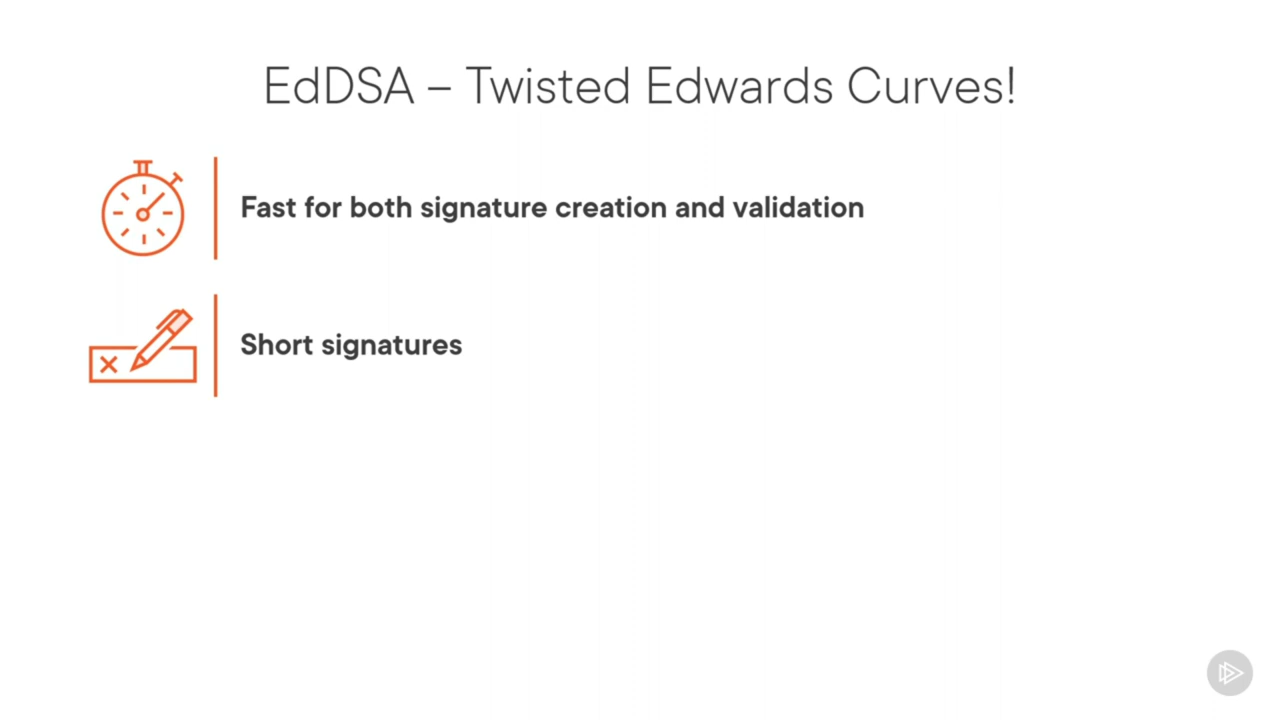 EdDSA – Twisted Edwards Curves!
Fast for both signature creation and validation
Short signatures